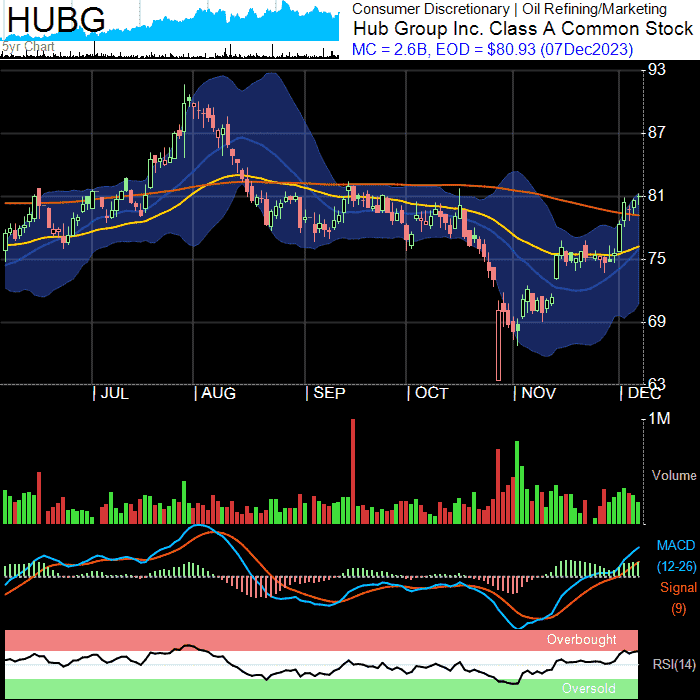 HUBG
5yr Chart
Consumer Discretionary | Oil Refining/Marketing
Hub Group Inc. Class A Common Stock
MC = 2.6B, EOD = $80.93 (07Dec2023)
93
87
81
75
69
63
| JUL | AUG | SEP | OCT | NOV | DEC
1M
Volume
MACD
(12-26)
Signal
(9)
Overbought
RSI(14)
Oversold